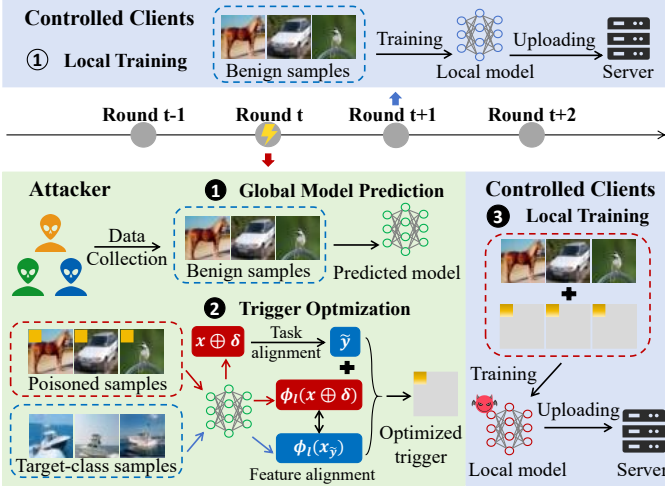 Controlled Clients
① Local Training
Benign samples
Training
Local model
Uploading
Server
Round t-1
Round t
Round t+1
Round t+2
Attacker
Data
Collection
❶ Global Model Prediction
Benign samples
Predicted model
❷ Trigger Optmization
Poisoned samples
Target-class samples
x ⊕ δ
Task
alignment
ỹ
ϕₗ(x ⊕ δ)
ϕₗ(x_ỹ)
Feature alignment
Optimized
trigger
Controlled Clients
❸ Local Training
Training
Local model
Uploading
Server